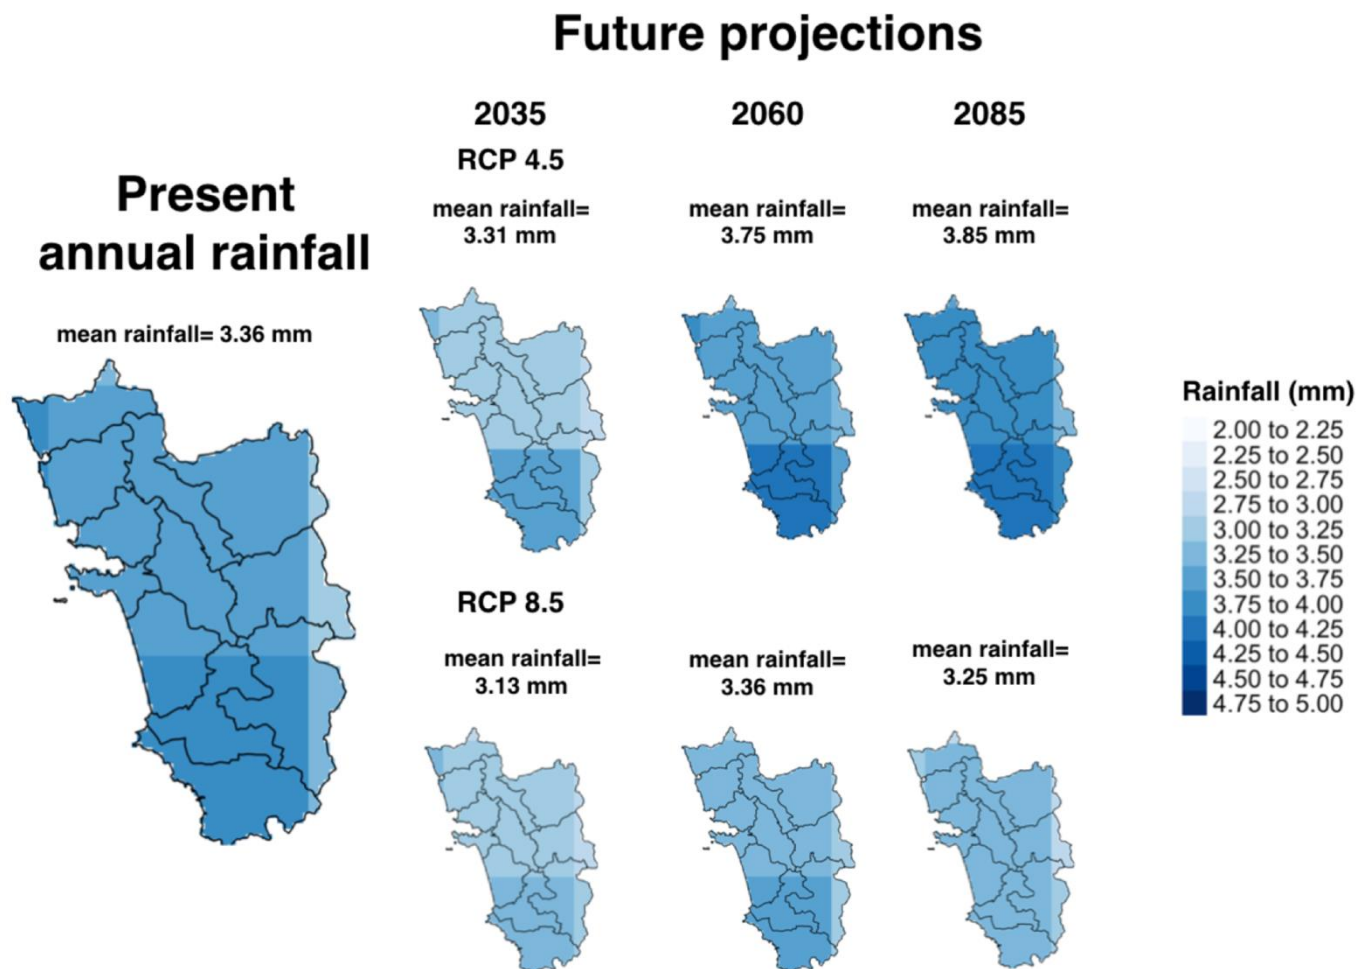 Future projections
2035
2060
2085
RCP 4.5
mean rainfall=
3.31 mm
mean rainfall=
3.75 mm
mean rainfall=
3.85 mm
Present
annual rainfall
mean rainfall= 3.36 mm
RCP 8.5
mean rainfall=
3.13 mm
mean rainfall=
3.36 mm
mean rainfall=
3.25 mm
Rainfall (mm)
2.00 to 2.25
2.25 to 2.50
2.50 to 2.75
2.75 to 3.00
3.00 to 3.25
3.25 to 3.50
3.50 to 3.75
3.75 to 4.00
4.00 to 4.25
4.25 to 4.50
4.50 to 4.75
4.75 to 5.00